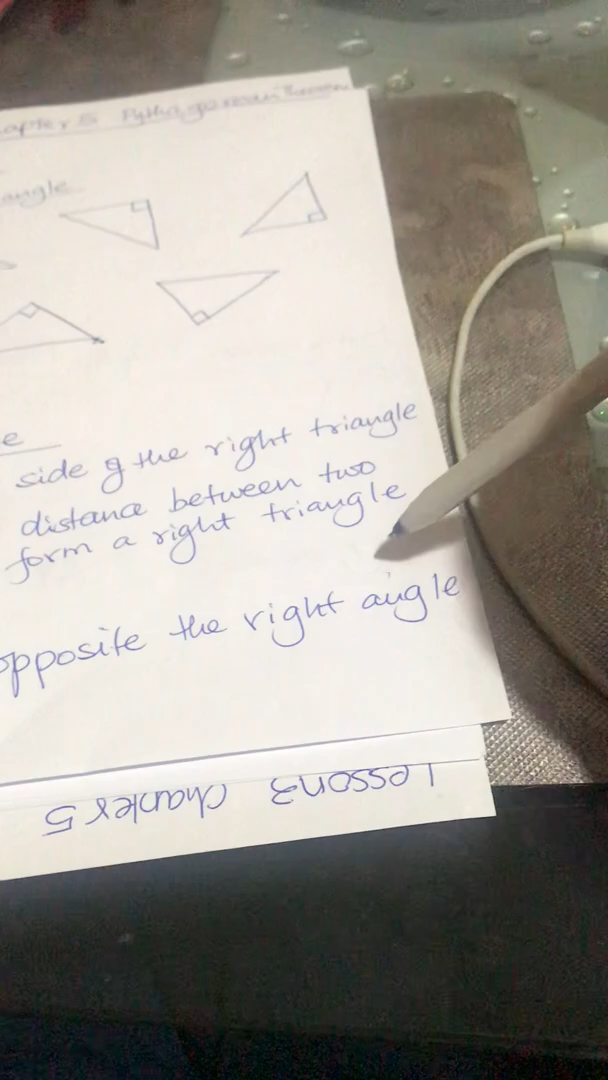 Chapter 5 Pythagorean Theorem
angle
e
side of the right triangle
distance between two
form a right triangle
opposite the right angle
Lesson 3 Chapter 5